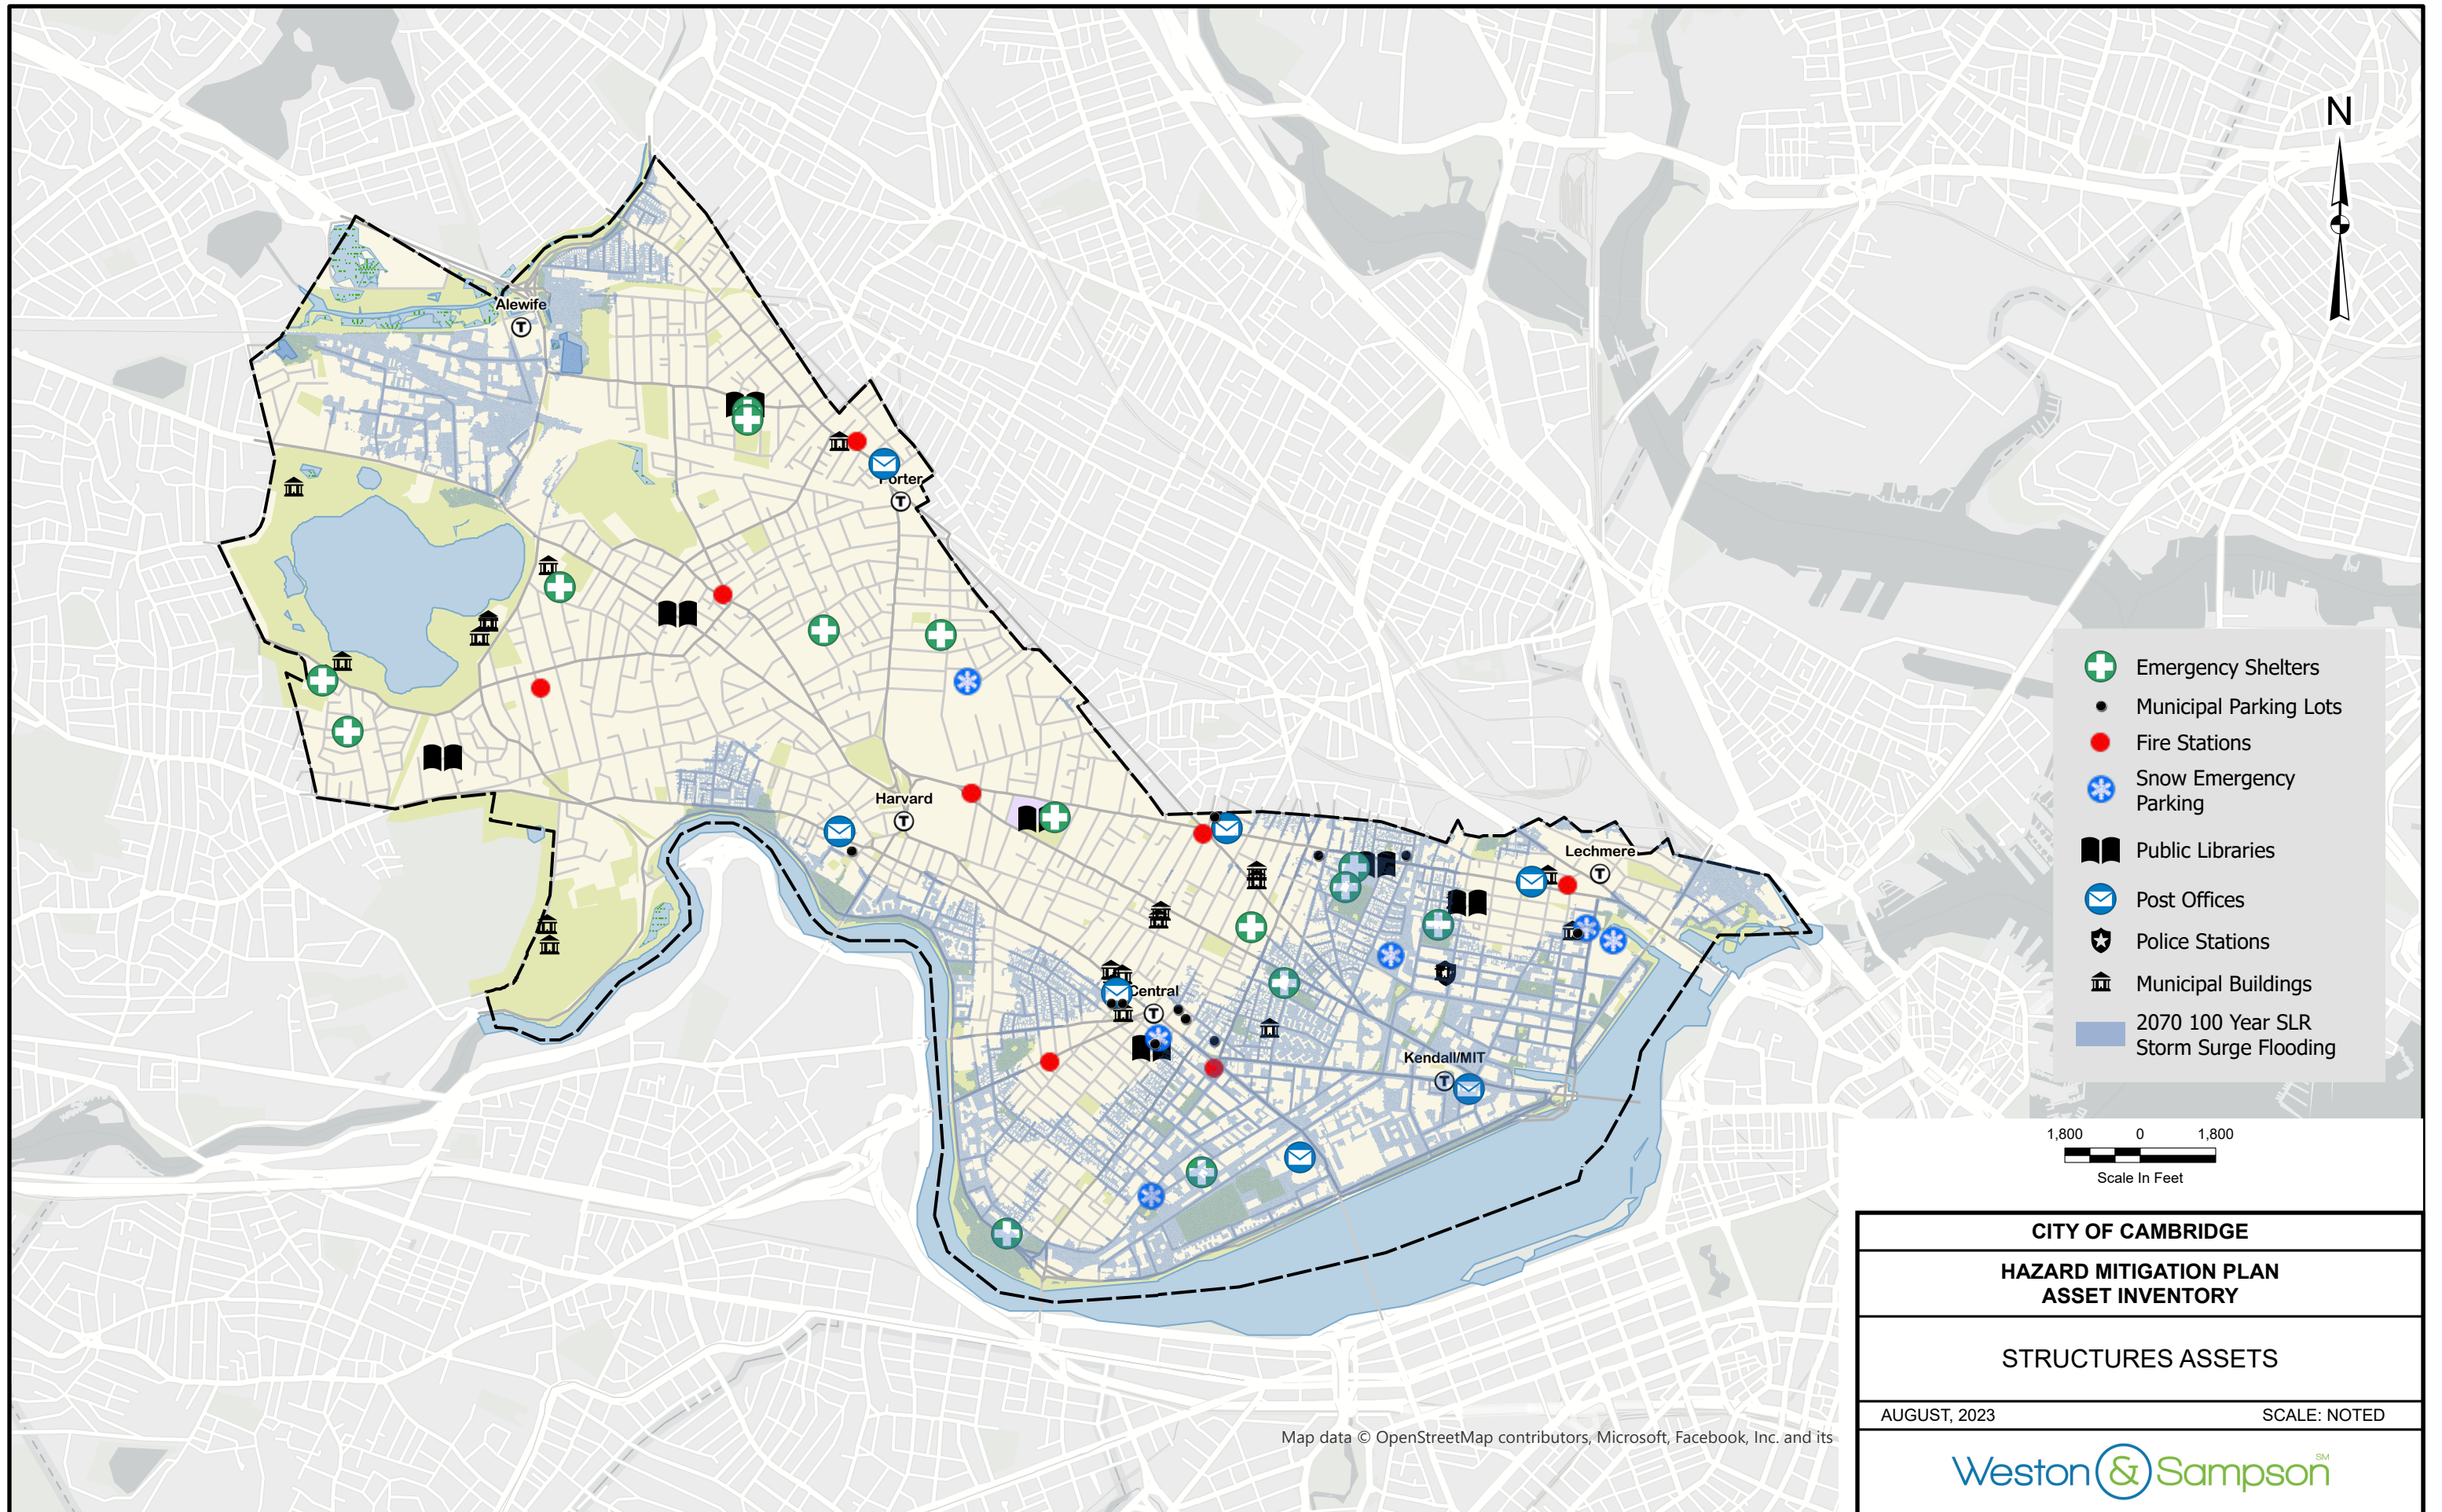 N
Alewife
T
Porter
T
Harvard
T
Lechmere
T
Central
T
Kendall/MIT
T
Emergency Shelters
Municipal Parking Lots
Fire Stations
Snow Emergency
Parking
Public Libraries
Post Offices
Police Stations
Municipal Buildings
2070 100 Year SLR
Storm Surge Flooding
1,800 0 1,800
Scale In Feet
CITY OF CAMBRIDGE
HAZARD MITIGATION PLAN
ASSET INVENTORY
STRUCTURES ASSETS
AUGUST, 2023 SCALE: NOTED
Weston & Sampson SM
Map data © OpenStreetMap contributors, Microsoft, Facebook, Inc. and its